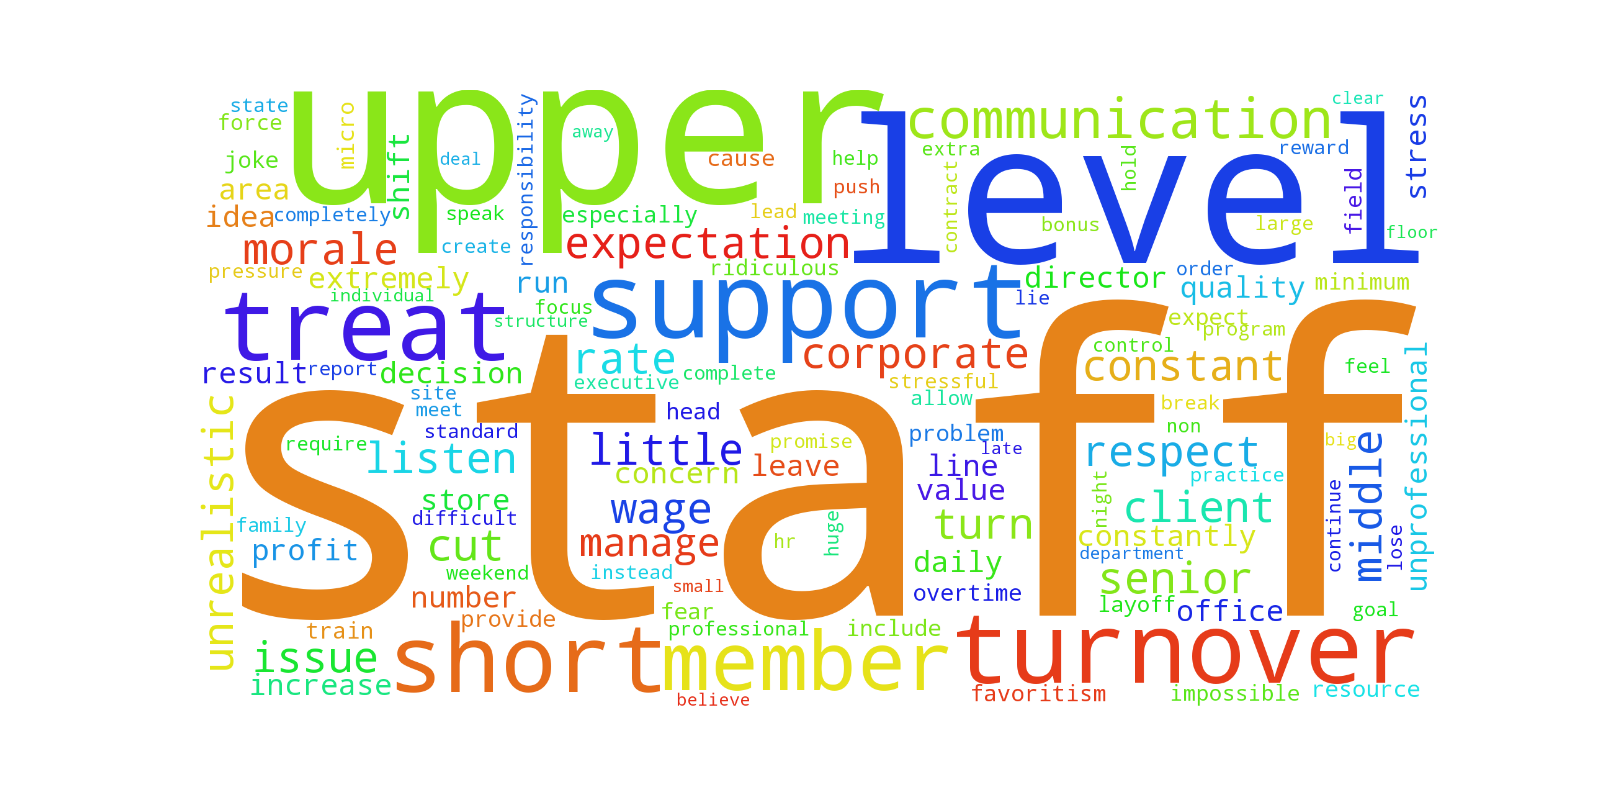 upper
level
communication
clear
stress
state
force
micro
shift
responsibility
away
joke
deal
cause
help
extra
reward
hold
area
push
contract
field
idea
completely
speak
especially
lead
meeting
bonus
large
floor
morale
create
expectation
pressure
extremely
ridiculous
director
order
quality
minimum
individual
run
focus
structure
support
lie
treat
expect
program
rate
corporate
control
constant
feel
result
report
decision
executive
complete
stressful
allow
site
meet
head
break
professional
unprofessional
unrealistic
staff
standard
require
listen
little
promise
problem
late
non
big
respect
middle
concern
leave
line
practice
store
wage
value
night
client
continue
family
difficult
turn
constantly
lose
profit
cut
manage
hr
huge
daily
department
weekend
instead
small
senior
number
overtime
layoff
office
goal
provide
fear
train
include
issue
short
member
turnover
increase
believe
favoritism
impossible
resource